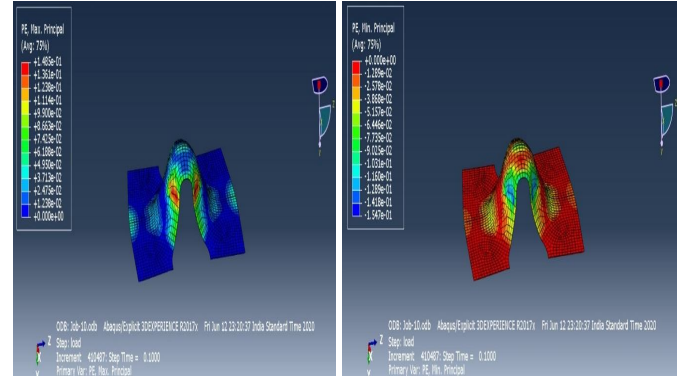 PE, Max. Principal
(Avg: 75%)
+1.485e-01
+1.361e-01
+1.238e-01
+1.114e-01
+9.900e-02
+8.663e-02
+7.425e-02
+6.188e-02
+4.950e-02
+3.713e-02
+2.475e-02
+1.238e-02
+0.000e+00
Z
Y
ODB: Job-10.odb Abaqus/Explicit 3DEXPERIENCE R2017x Fri Jun 12 23:20:37 India Standard Time 2020
Z
Step: load
Increment 410487: Step Time = 0.1000
Primary Var: PE, Max. Principal
PE, Min. Principal
(Avg: 75%)
+0.000e+00
-1.289e-02
-2.578e-02
-3.868e-02
-5.157e-02
-6.446e-02
-7.735e-02
-9.025e-02
-1.031e-01
-1.160e-01
-1.289e-01
-1.418e-01
-1.547e-01
Z
Y
ODB: Job-10.odb Abaqus/Explicit 3DEXPERIENCE R2017x Fri Jun 12 23:20:37 India Standard Time 2020
Z
Step: load
Increment 410487: Step Time = 0.1000
Primary Var: PE, Min. Principal